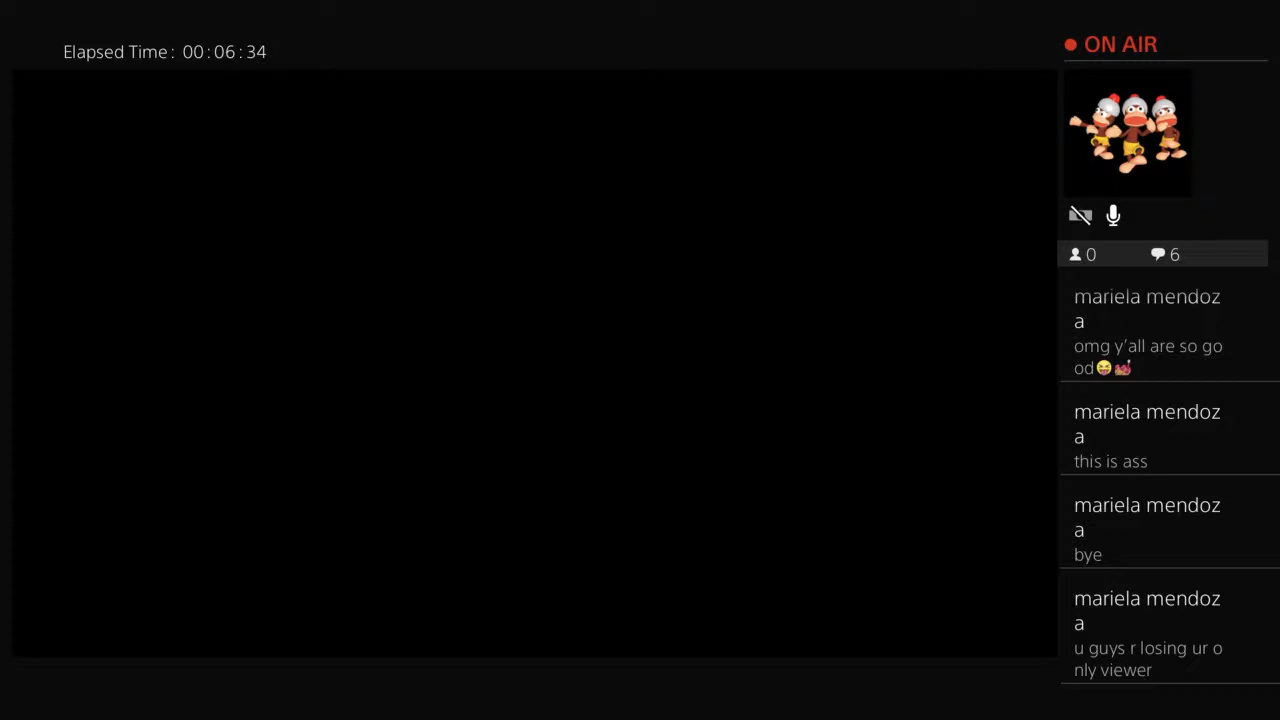 Elapsed Time: 00:06:34
ON AIR
0 6
mariela mendoz
a
omg y'all are so go
od😝💅
mariela mendoz
a
this is ass
mariela mendoz
a
bye
mariela mendoz
a
u guys r losing ur o
nly viewer